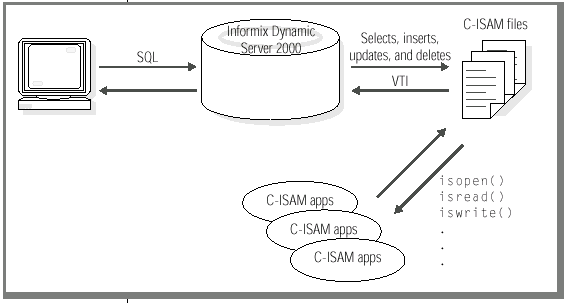 Informix Dynamic
Server 2000
C-ISAM files
SQL
Selects, inserts,
updates, and deletes
VTI
isopen()
isread()
iswrite()
.
.
.
C-ISAM apps
C-ISAM apps
C-ISAM apps